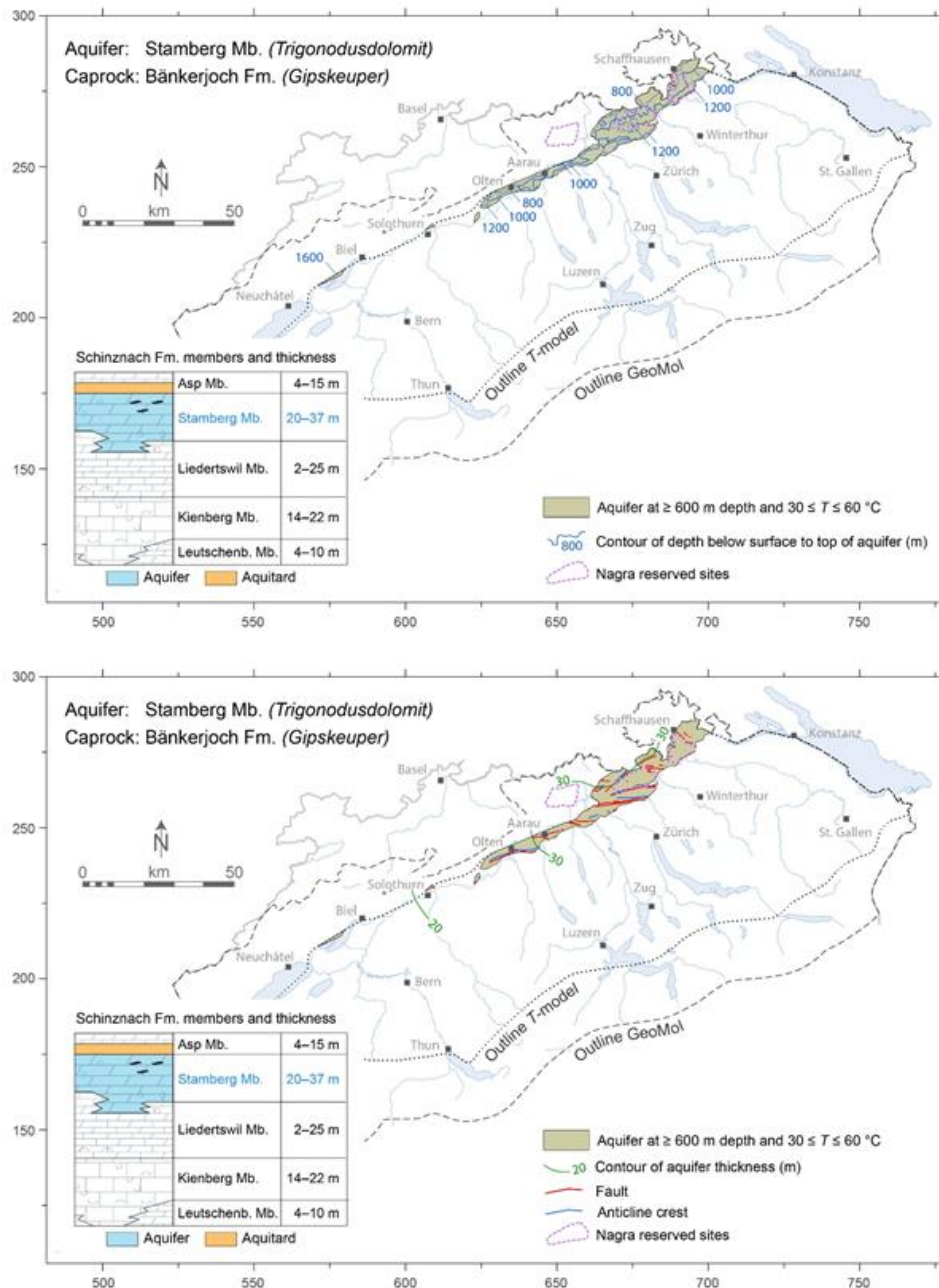 300
250
200
150
Aquifer: Stamberg Mb. (Trigonodusdolomit)
Caprock: Bänkerjoch Fm. (Gipskeuper)
N
0 50
km
Schaffhausen
Konstanz
800
1000
1200
Basel
Winterthur
1200
Aarau
St. Gallen
1000
Zürich
Olten
800
1000
1200
Solothurn
Zug
Biel
1600
Luzern
Neuchâtel
Bern
Thun
Outline T-model
Outline GeoMol
Schinznach Fm. members and thickness
Asp Mb. 4–15 m
Stamberg Mb. 20–37 m
Liedertswil Mb. 2–25 m
Kienberg Mb. 14–22 m
Leutschenb. Mb. 4–10 m
Aquifer Aquitard
Aquifer at ≥ 600 m depth and 30 ≤ T ≤ 60 °C
800 Contour of depth below surface to top of aquifer (m)
Nagra reserved sites
500 550 600 650 700 750
300
250
200
150
Aquifer: Stamberg Mb. (Trigonodusdolomit)
Caprock: Bänkerjoch Fm. (Gipskeuper)
N
0 50
km
Schaffhausen
30
Konstanz
Basel
30
Winterthur
Aarau
St. Gallen
Olten
30
Zürich
Solothurn
20
Zug
Biel
Luzern
Neuchâtel
Bern
Thun
Outline T-model
Outline GeoMol
Schinznach Fm. members and thickness
Asp Mb. 4–15 m
Stamberg Mb. 20–37 m
Liedertswil Mb. 2–25 m
Kienberg Mb. 14–22 m
Leutschenb. Mb. 4–10 m
Aquifer Aquitard
Aquifer at ≥ 600 m depth and 30 ≤ T ≤ 60 °C
20 Contour of aquifer thickness (m)
Fault
Anticline crest
Nagra reserved sites
500 550 600 650 700 750